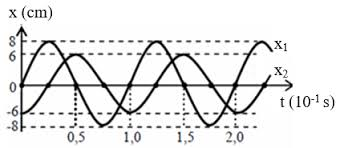 x (cm)
8
x₁
6
x₂
0
t (10⁻¹ s)
-6
-8
0,5 1,0 1,5 2,0